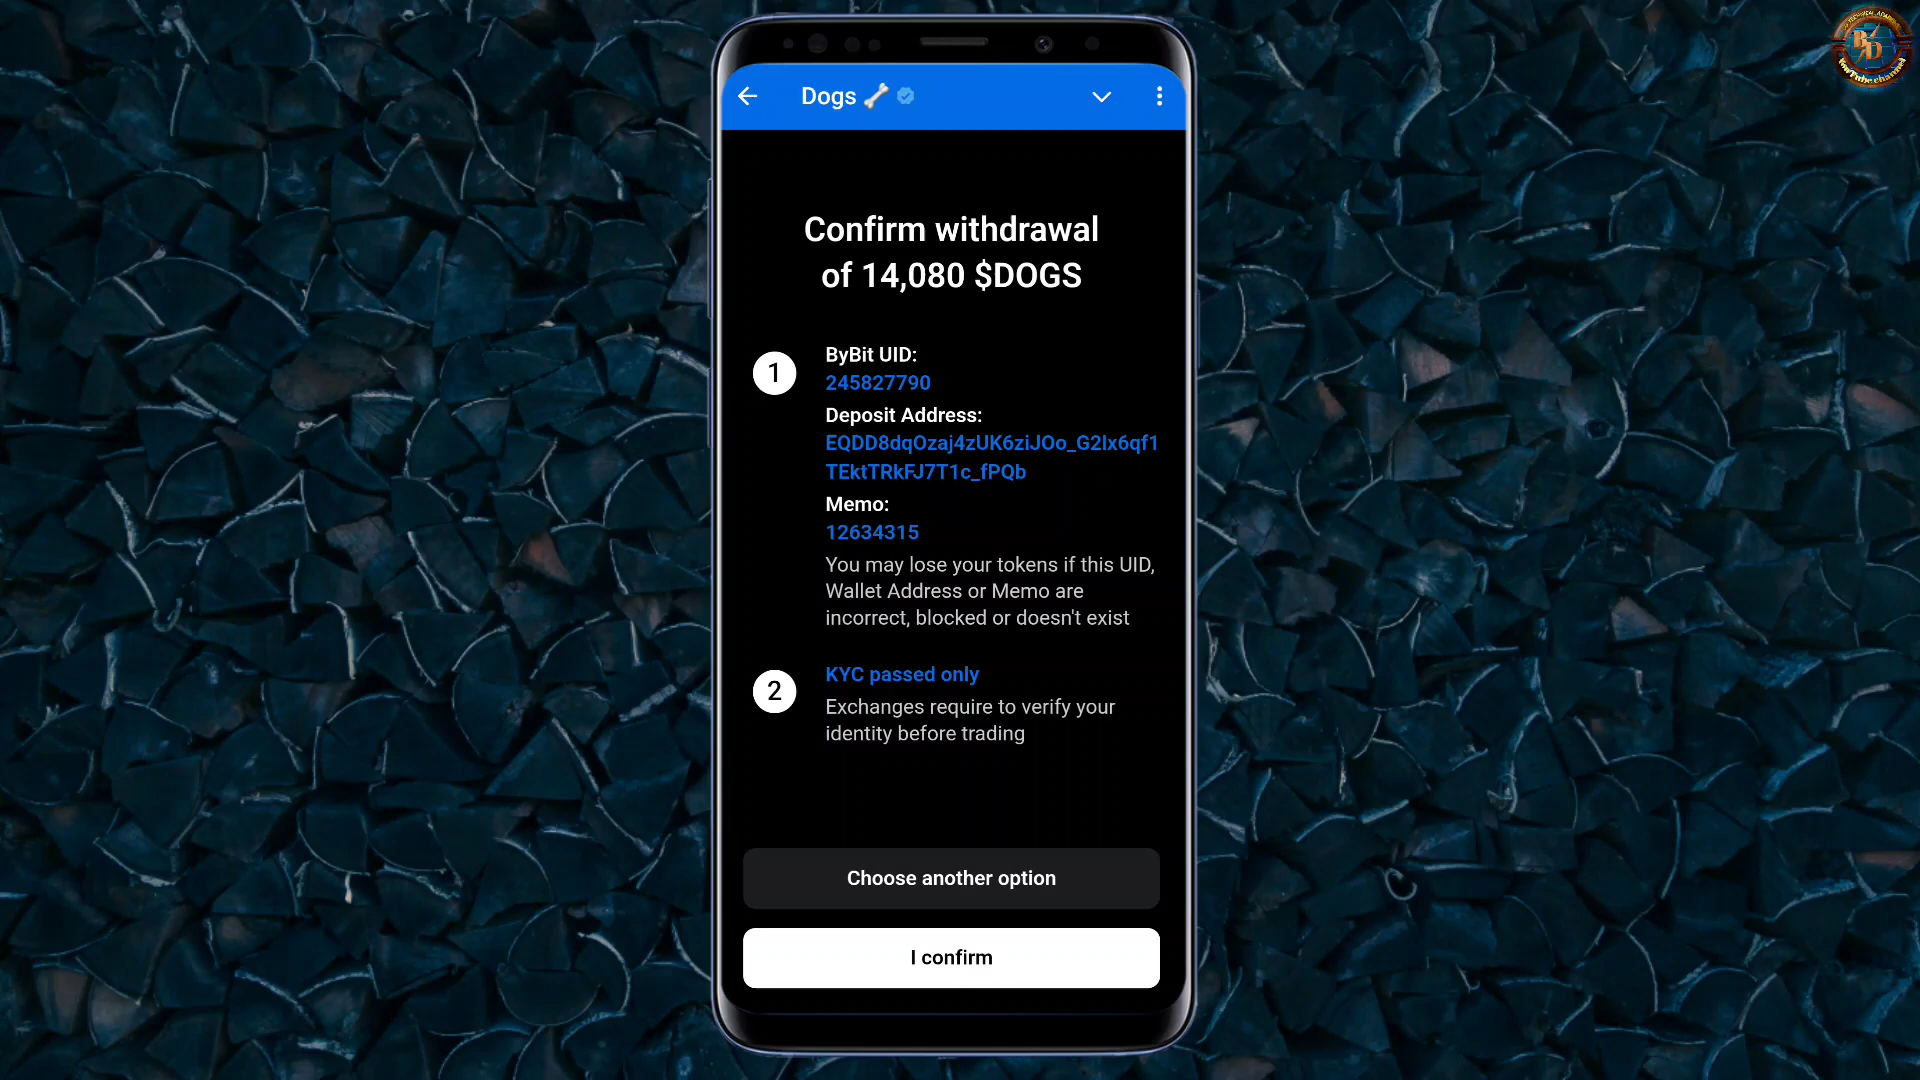 Dogs
Confirm withdrawal
of 14,080 $DOGS
1
ByBit UID:
245827790
Deposit Address:
EQDD8dqOzaj4zUK6ziJOo_G2Ix6qf1
TEktTRkFJ7T1c_fPQb
Memo:
12634315
You may lose your tokens if this UID,
Wallet Address or Memo are
incorrect, blocked or doesn't exist
2
KYC passed only
Exchanges require to verify your
identity before trading
Choose another option
I confirm
YouTube channel